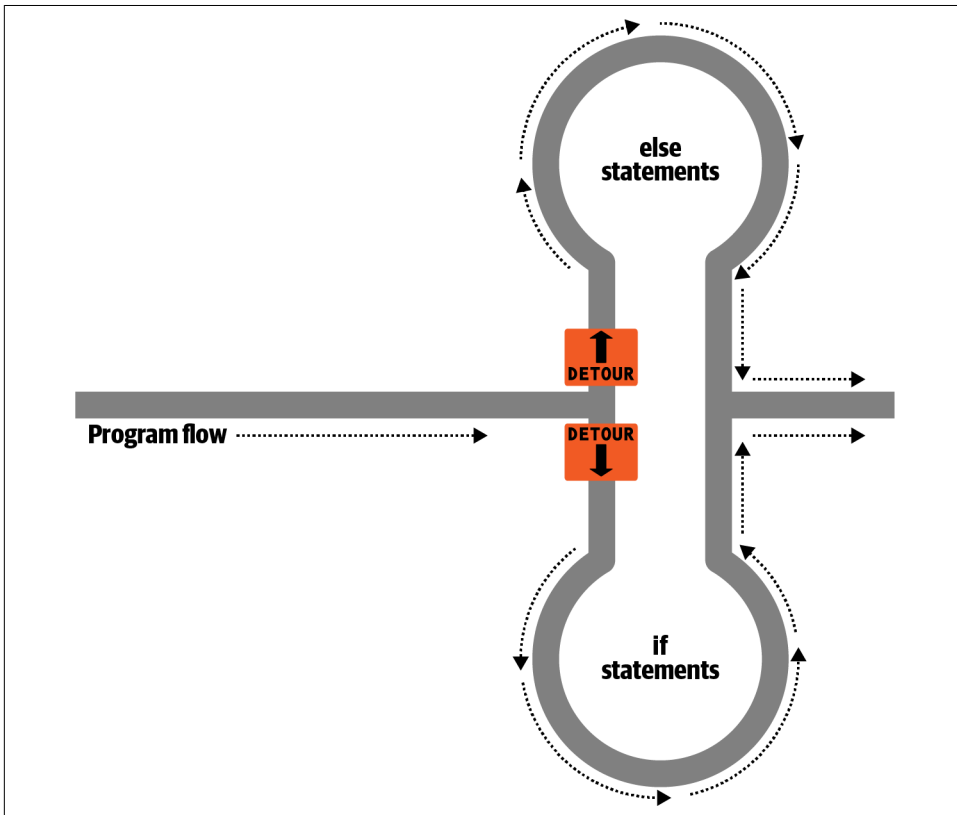 else
statements
DETOUR
Program flow
DETOUR
if
statements